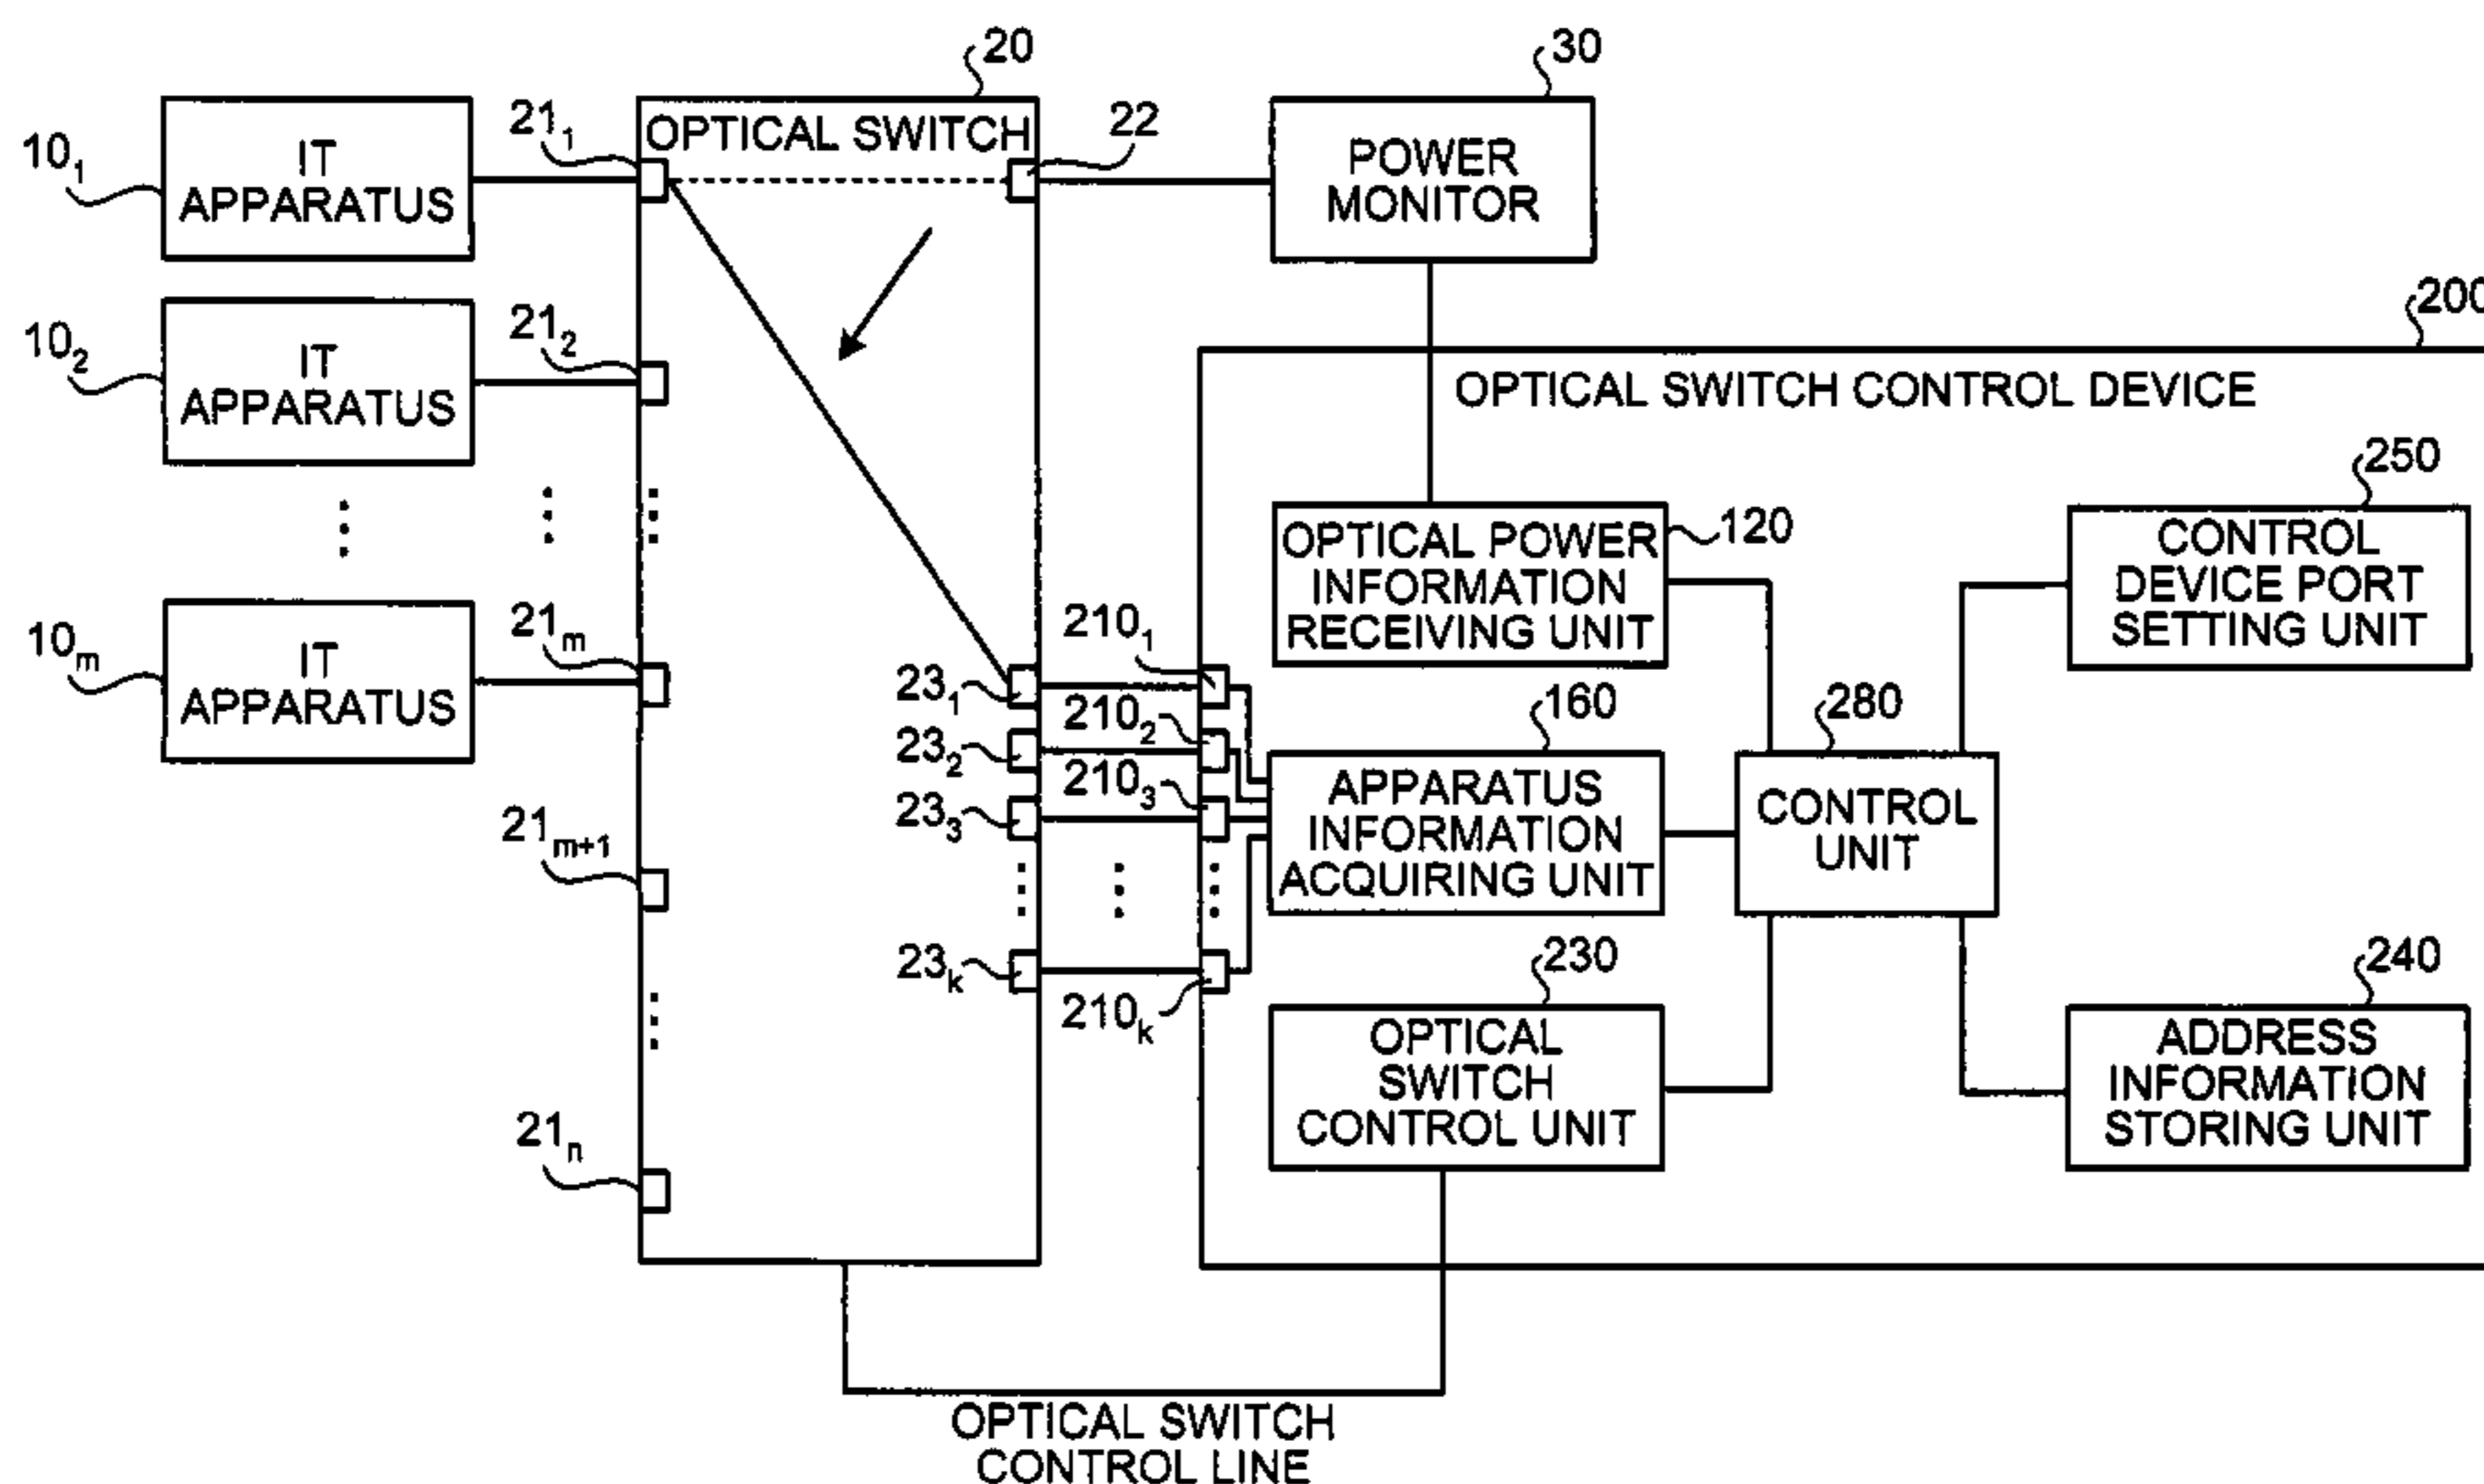 20
30
OPTICAL SWITCH
22
21₁
10₁
IT
APPARATUS
POWER
MONITOR
200
21₂
10₂
IT
APPARATUS
OPTICAL SWITCH CONTROL DEVICE
250
120
OPTICAL POWER
INFORMATION
RECEIVING UNIT
CONTROL
DEVICE PORT
SETTING UNIT
21ₘ
10ₘ
IT
APPARATUS
23₁
210₁
23₂
210₂
23₃
210₃
160
280
APPARATUS
INFORMATION
ACQUIRING UNIT
CONTROL
UNIT
21ₘ₊₁
23ₖ
210ₖ
230
240
OPTICAL
SWITCH
CONTROL UNIT
ADDRESS
INFORMATION
STORING UNIT
21ₙ
OPTICAL SWITCH
CONTROL LINE